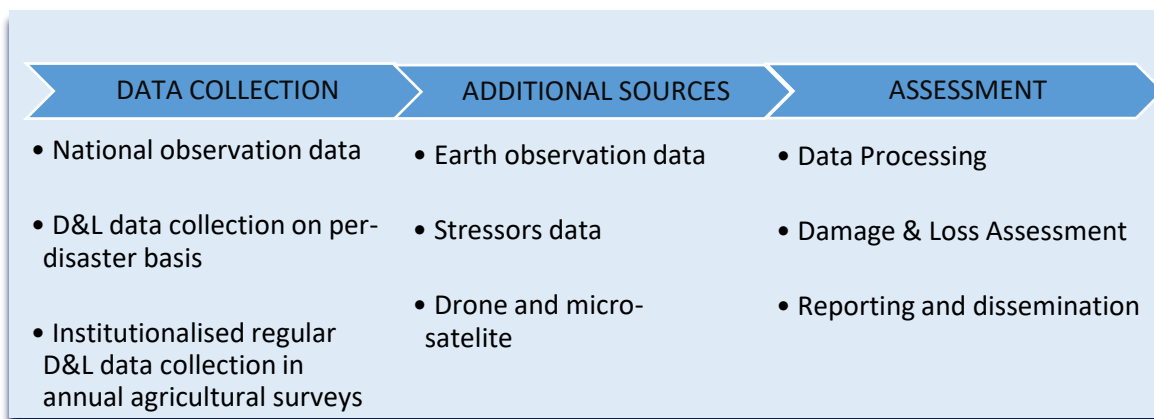 DATA COLLECTION
• National observation data
• D&L data collection on per-
disaster basis
• Institutionalised regular
D&L data collection in
annual agricultural surveys
ADDITIONAL SOURCES
• Earth observation data
• Stressors data
• Drone and micro-
satelite
ASSESSMENT
• Data Processing
• Damage & Loss Assessment
• Reporting and dissemination